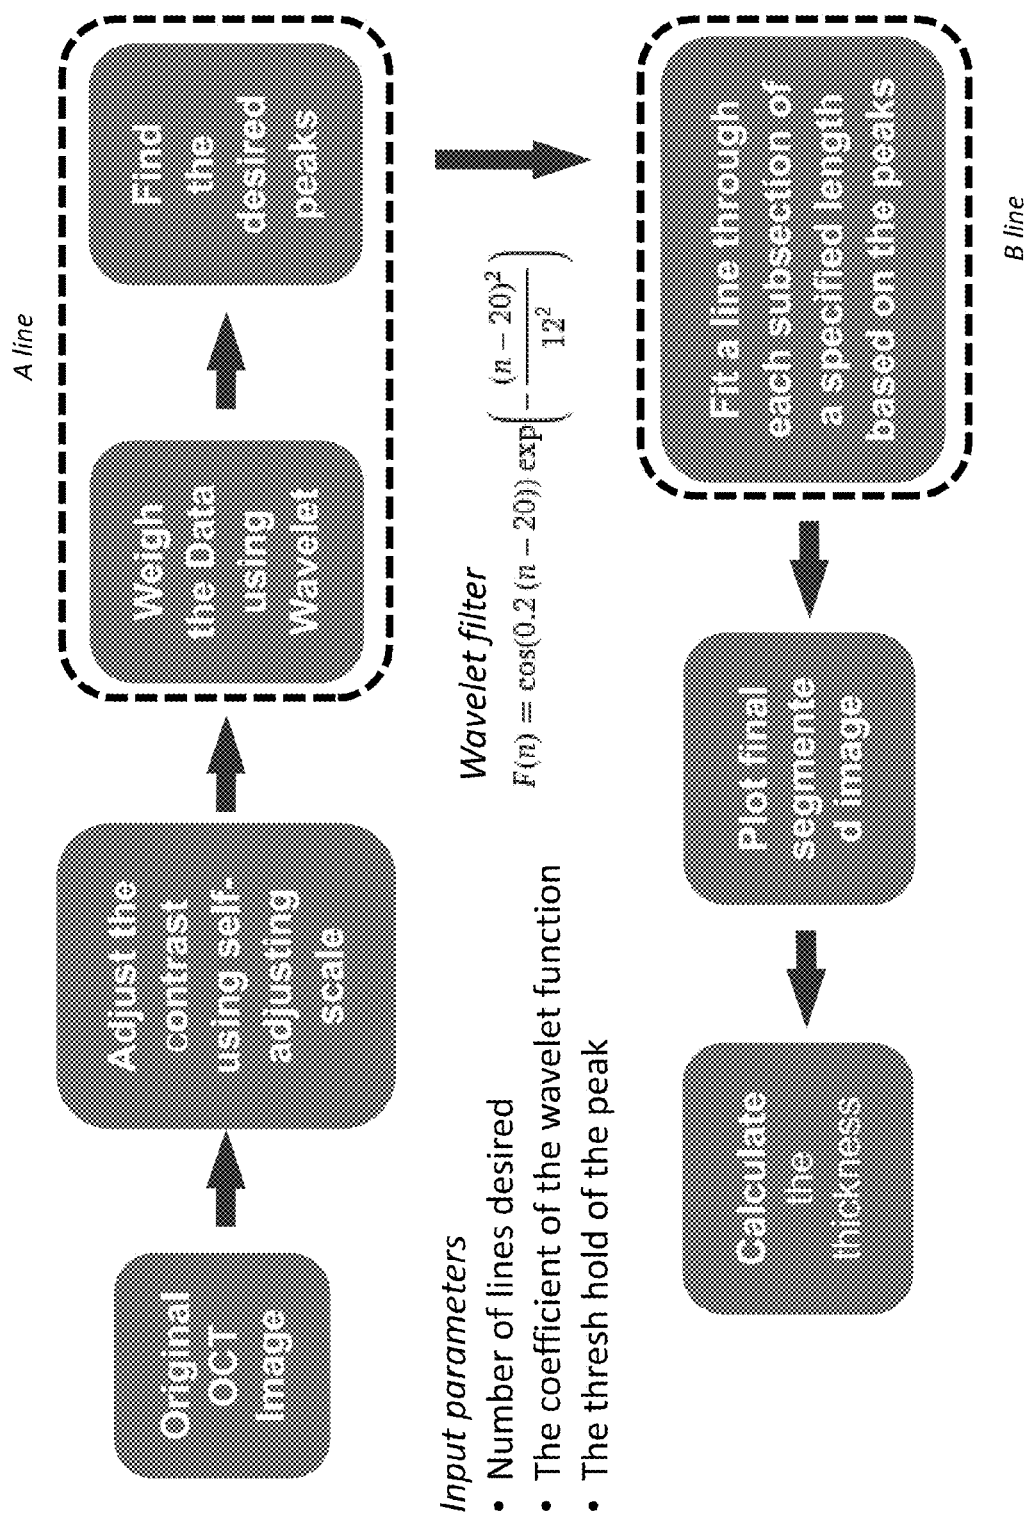 A line
Original
OCT
Image
Adjust the
contrast
using self-
adjusting
scale
Weigh
the Data
using
Wavelet
Find
the
desired
peaks
Input parameters
• Number of lines desired
• The coefficient of the wavelet function
• The thresh hold of the peak
Wavelet filter
F(n) = cos(0.2 (n − 20)) exp(−(n − 20)²/12²)
Calculate
the
thickness
Plot final
segmente
d image
Fit a line through
each subsection of
a specified length
based on the peaks
B line